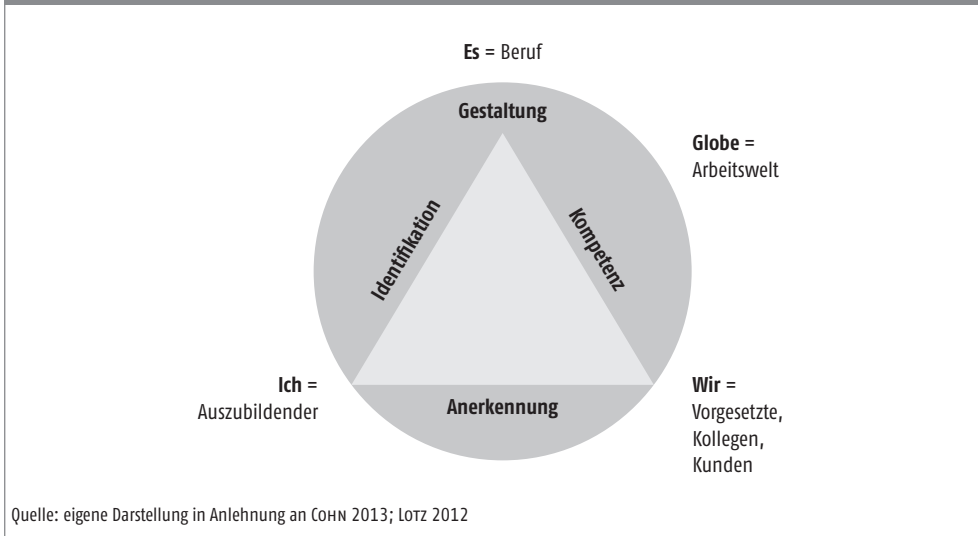 Es = Beruf
Gestaltung
Globe =
Arbeitswelt
Identifikation
Kompetenz
Ich =
Auszubildender
Anerkennung
Wir =
Vorgesetzte,
Kollegen,
Kunden
Quelle: eigene Darstellung in Anlehnung an COHN 2013; LOTZ 2012